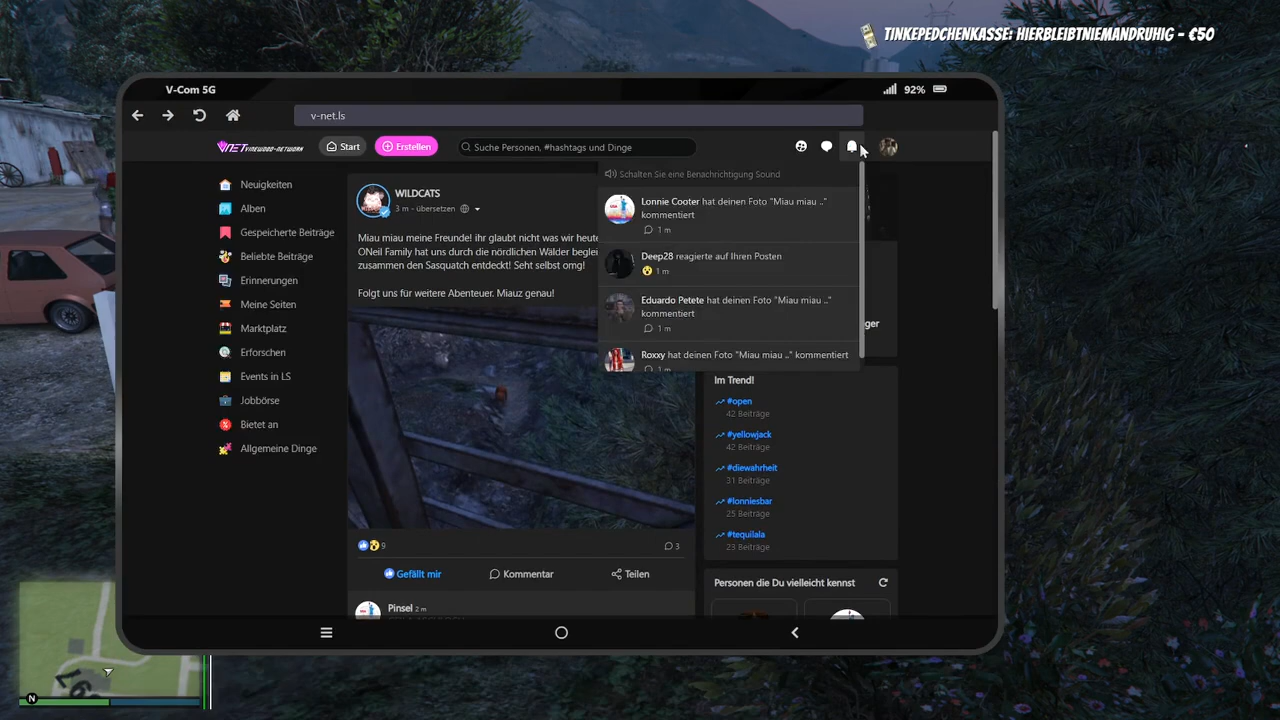 TINKEPEDCHENKASSE: HIERBLEIBTNIEMANDRUHIG - €50
V-Com 5G
92%
v-net.ls
VNET VINEWOOD-NETWORK
Start
Erstellen
Suche Personen, #hashtags und Dinge
Neuigkeiten
Alben
Gespeicherte Beiträge
Beliebte Beiträge
Erinnerungen
Meine Seiten
Marktplatz
Erforschen
Events in LS
Jobbörse
Bietet an
Allgemeine Dinge
WILDCATS
3 m - übersetzen
Miau miau meine Freunde! ihr glaubt nicht was wir heute
ONeil Family hat uns durch die nördlichen Wälder beglei
zusammen den Sasquatch entdeckt! Seht selbst omg!
Folgt uns für weitere Abenteuer. Miauz genau!
9
3
Gefällt mir
Kommentar
Teilen
Pinsel 2 m
Schalten Sie eine Benachrichtigung Sound
Lonnie Cooter hat deinen Foto "Miau miau .."
kommentiert
1 m
Deep28 reagierte auf Ihren Posten
1 m
Eduardo Petete hat deinen Foto "Miau miau .."
kommentiert
1 m
Roxxy hat deinen Foto "Miau miau .." kommentiert
1 m
ger
Im Trend!
#open
42 Beiträge
#yellowjack
42 Beiträge
#diewahrheit
31 Beiträge
#lonniesbar
25 Beiträge
#tequilala
23 Beiträge
Personen die Du vielleicht kennst
N